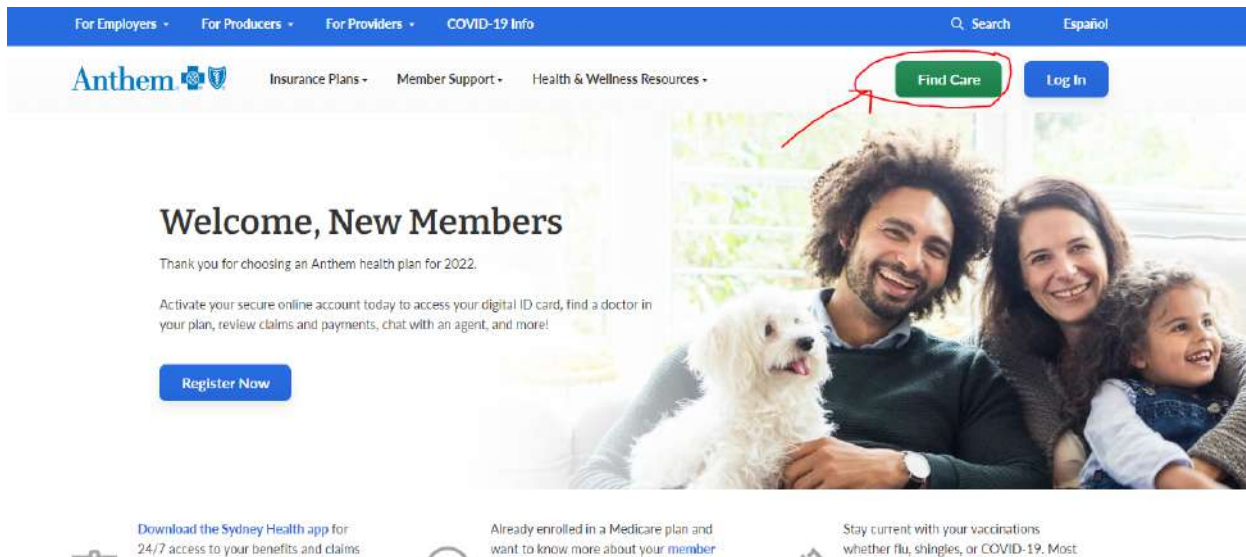 For Employers
For Producers
For Providers
COVID-19 Info
Search
Español
Anthem
Insurance Plans
Member Support
Health & Wellness Resources
Find Care
Log In
Welcome, New Members
Thank you for choosing an Anthem health plan for 2022.
Activate your secure online account today to access your digital ID card, find a doctor in
your plan, review claims and payments, chat with an agent, and more!
Register Now
Download the Sydney Health app for
24/7 access to your benefits and claims
Already enrolled in a Medicare plan and
want to know more about your member
Stay current with your vaccinations
whether flu, shingles, or COVID-19. Most